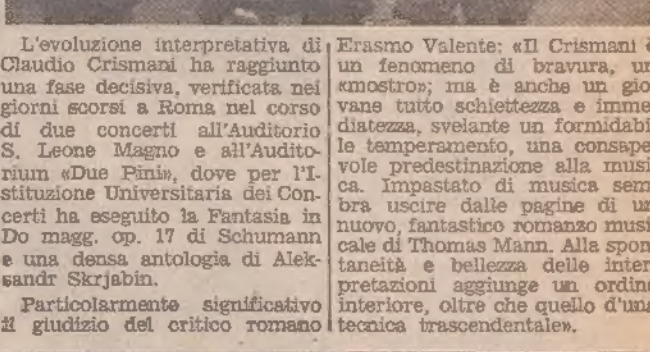 L'evoluzione interpretativa di
Claudio Crismani ha raggiunto
una fase decisiva, verificata nei
giorni scorsi a Roma nel corso
di due concerti all'Auditorio
S. Leone Magno e all'Audito-
rium «Due Pini», dove per l'I-
stituzione Universitaria dei Con-
certi ha eseguito la Fantasia in
Do magg. op. 17 di Schumann
e una densa antologia di Alek-
sandr Skrjabin.
Particolarmente significativo
il giudizio del critico romano
Erasmo Valente: «Il Crismani è
un fenomeno di bravura, un
«mostro»; ma è anche un gio
vane tutto schiettezza e imme
diatezza, svelante un formidabi
le temperamento, una consape
vole predestinazione alla musi
ca. Impastato di musica sem
bra uscire dalle pagine di un
nuovo, fantastico romanzo musi
cale di Thomas Mann. Alla spon
taneità e bellezza delle inter
pretazioni aggiunge un ordine
interiore, oltre che quello d'una
tecnica trascendentale».